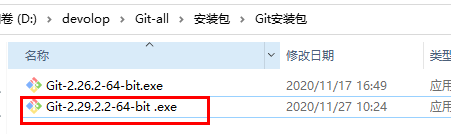 卷 (D:) > devolop > Git-all > 安装包 > Git安装包
名称 修改日期 类型
Git-2.26.2-64-bit.exe 2020/11/17 16:49 应用
Git-2.29.2.2-64-bit .exe 2020/11/27 10:24 应用